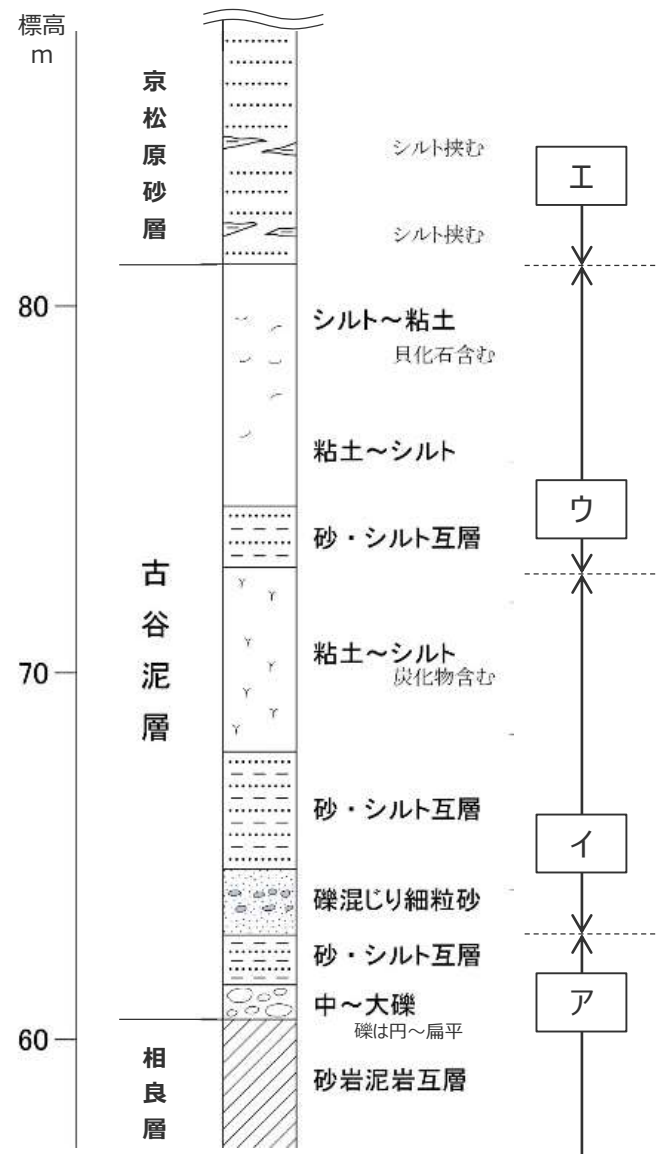 標高
m
京松原砂層
シルト挟む
エ
シルト挟む
80
シルト~粘土
貝化石含む
粘土~シルト
ウ
砂・シルト互層
古谷泥層
粘土~シルト
70
炭化物含む
砂・シルト互層
イ
礫混じり細粒砂
砂・シルト互層
ア
中~大礫
礫は円~扁平
60
相良層
砂岩泥岩互層